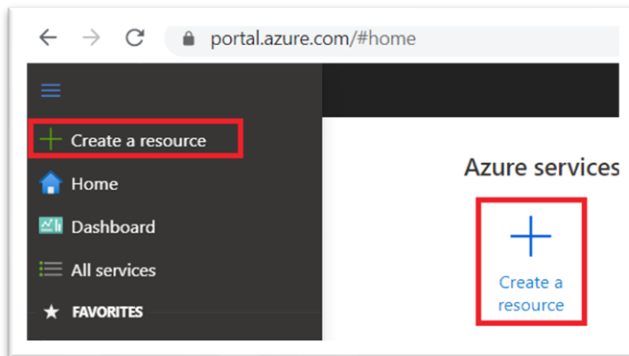 portal.azure.com/#home
Create a resource
Home
Dashboard
All services
FAVORITES
Azure services
Create a
resource